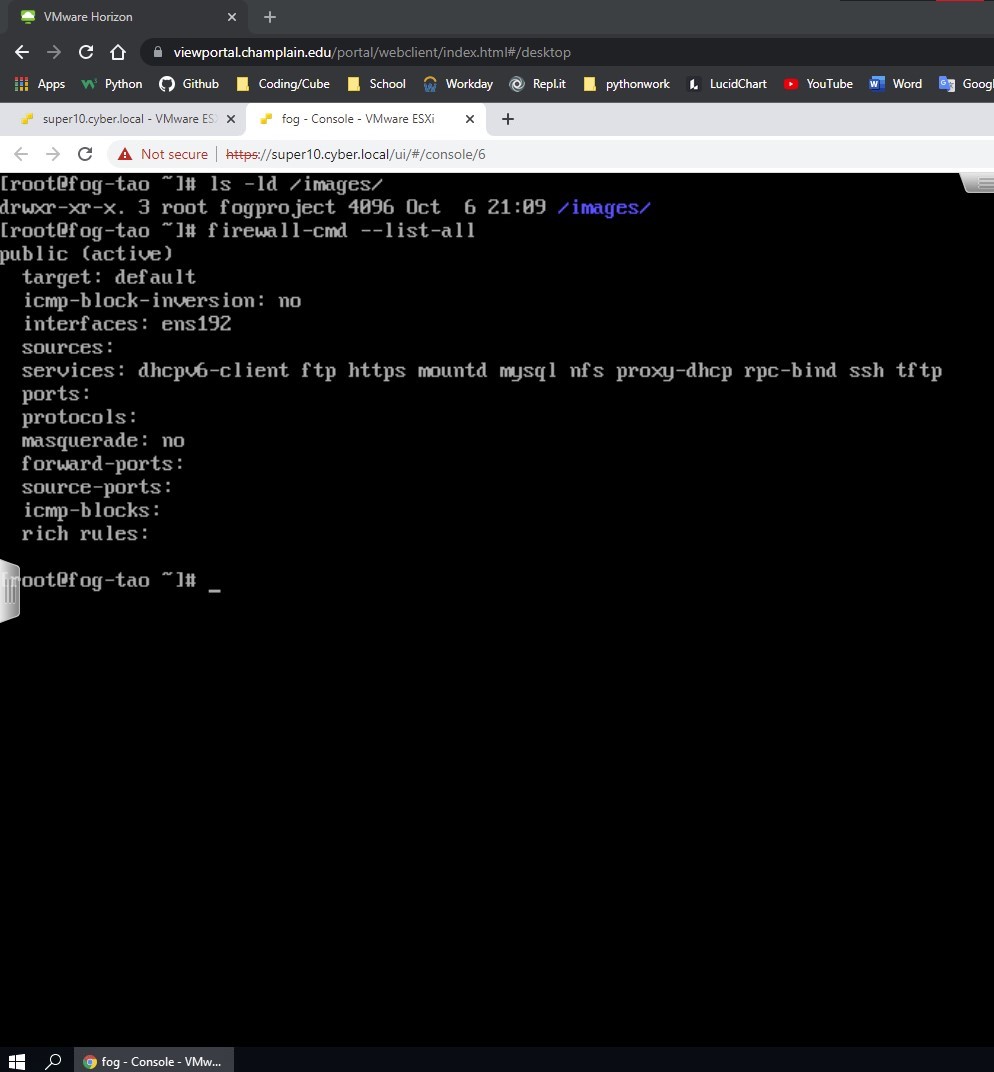 VMware Horizon
viewportal.champlain.edu/portal/webclient/index.html#/desktop
Apps Python Github Coding/Cube School Workday Repl.it pythonwork LucidChart YouTube Word Googl
super10.cyber.local - VMware ES fog - Console - VMware ESXi
Not secure https://super10.cyber.local/ui/#/console/6
[root@fog-tao ~]# ls -ld /images/
drwxr-xr-x. 3 root fogproject 4096 Oct  6 21:09 /images/
[root@fog-tao ~]# firewall-cmd --list-all
public (active)
  target: default
  icmp-block-inversion: no
  interfaces: ens192
  sources:
  services: dhcpv6-client ftp https mountd mysql nfs proxy-dhcp rpc-bind ssh tftp
  ports:
  protocols:
  masquerade: no
  forward-ports:
  source-ports:
  icmp-blocks:
  rich rules:
root@fog-tao ~]# _
fog - Console - VMw...